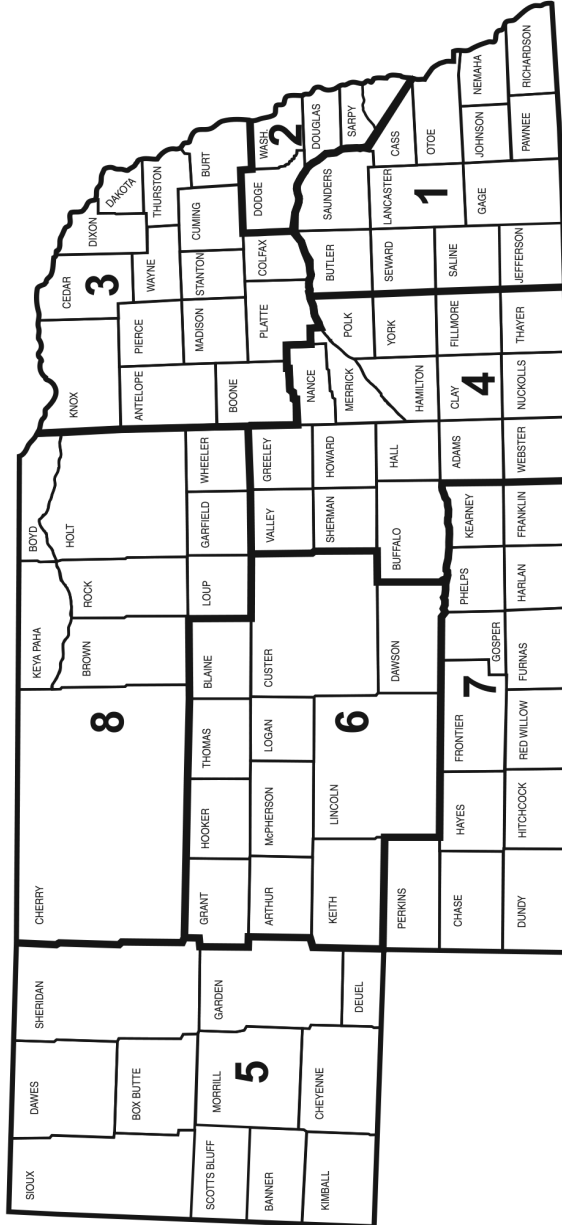 SIOUX
DAWES
SHERIDAN
BOX BUTTE
SCOTTS BLUFF
MORRILL
GARDEN
BANNER
5
KIMBALL
CHEYENNE
DEUEL
CHERRY
8
KEYA PAHA
BOYD
BROWN
ROCK
HOLT
LOUP
GARFIELD
WHEELER
KNOX
CEDAR
3
DIXON
DAKOTA
ANTELOPE
PIERCE
WAYNE
THURSTON
BOONE
MADISON
STANTON
CUMING
BURT
PLATTE
COLFAX
DODGE
WASH.
2
DOUGLAS
SARPY
GRANT
HOOKER
THOMAS
BLAINE
ARTHUR
McPHERSON
LOGAN
CUSTER
KEITH
LINCOLN
6
DAWSON
VALLEY
GREELEY
SHERMAN
HOWARD
NANCE
MERRICK
POLK
BUFFALO
HALL
HAMILTON
YORK
ADAMS
CLAY
4
FILLMORE
WEBSTER
NUCKOLLS
THAYER
BUTLER
SAUNDERS
SEWARD
LANCASTER
CASS
1
OTOE
SALINE
GAGE
JOHNSON
NEMAHA
JEFFERSON
PAWNEE
RICHARDSON
PERKINS
CHASE
HAYES
FRONTIER
7
GOSPER
PHELPS
KEARNEY
DUNDY
HITCHCOCK
RED WILLOW
FURNAS
HARLAN
FRANKLIN